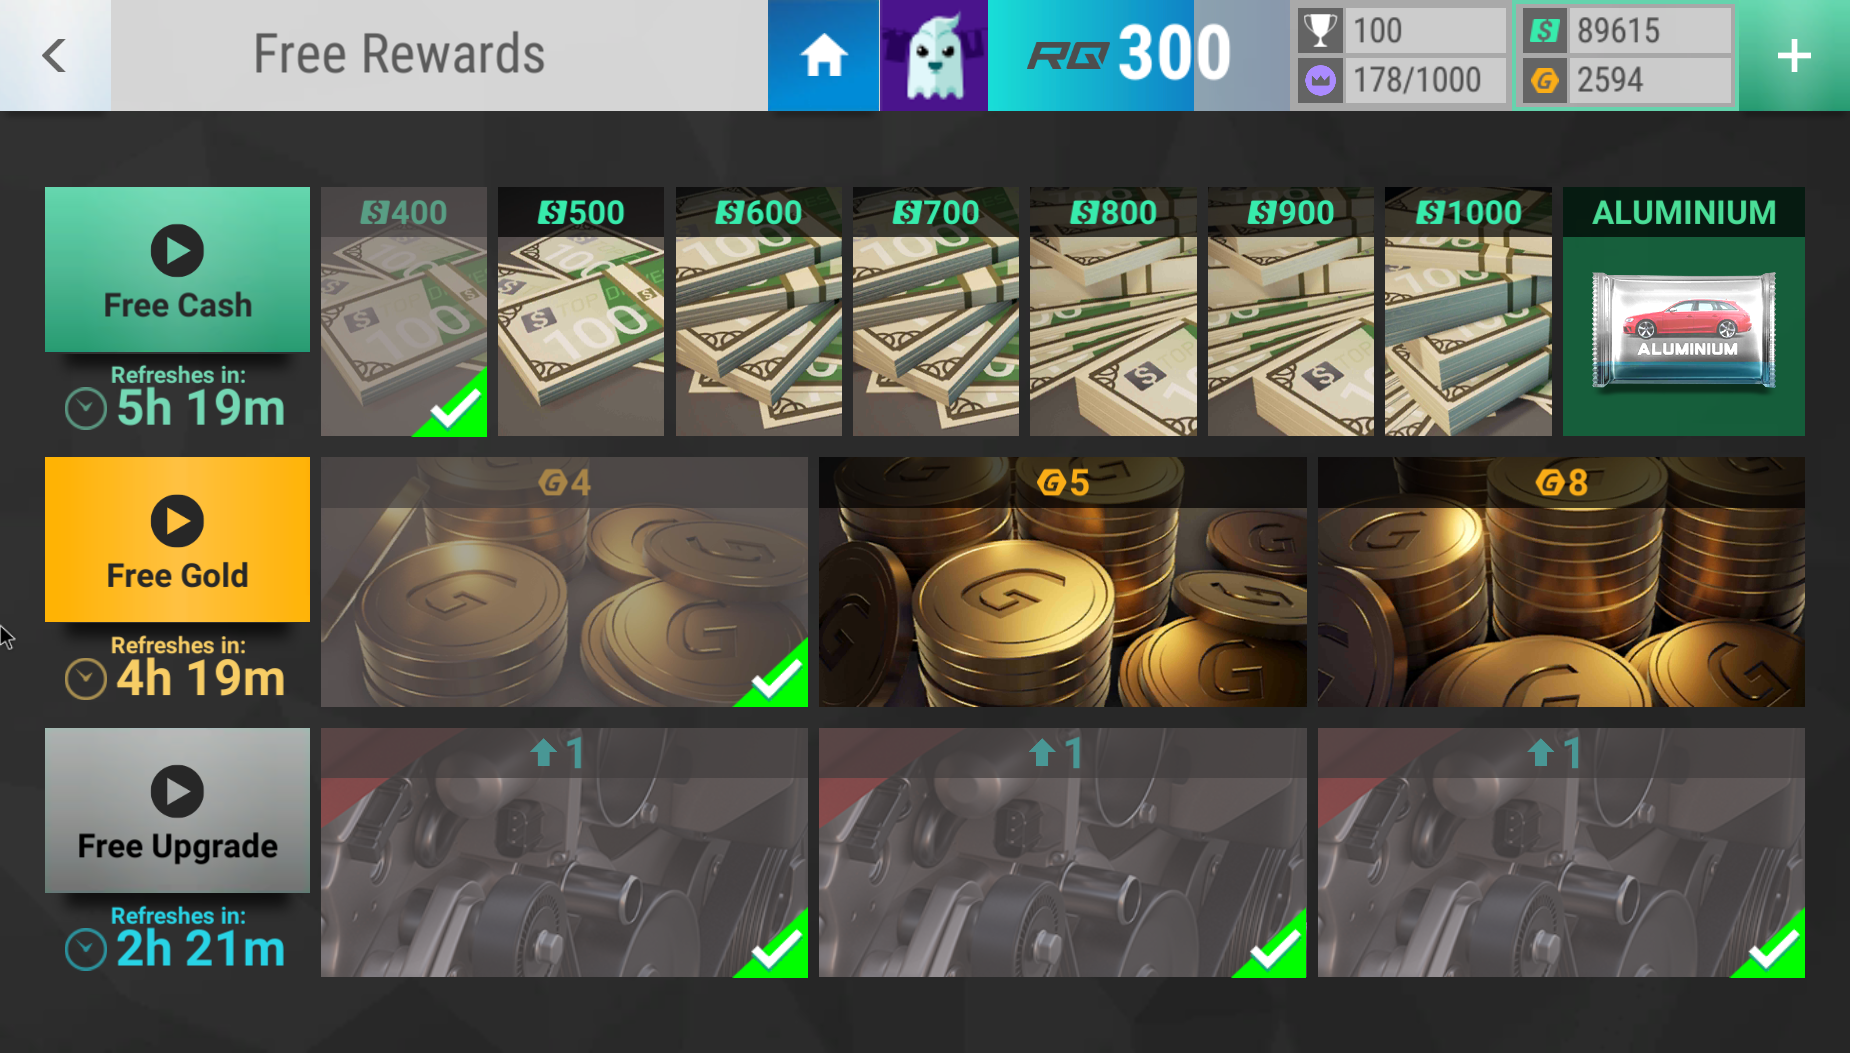 Free Rewards
RQ 300
100
178/1000
89615
2594
Free Cash
Refreshes in:
5h 19m
400
500
600
700
800
900
1000
ALUMINIUM
ALUMINIUM
Free Gold
Refreshes in:
4h 19m
4
5
8
Free Upgrade
Refreshes in:
2h 21m
1
1
1